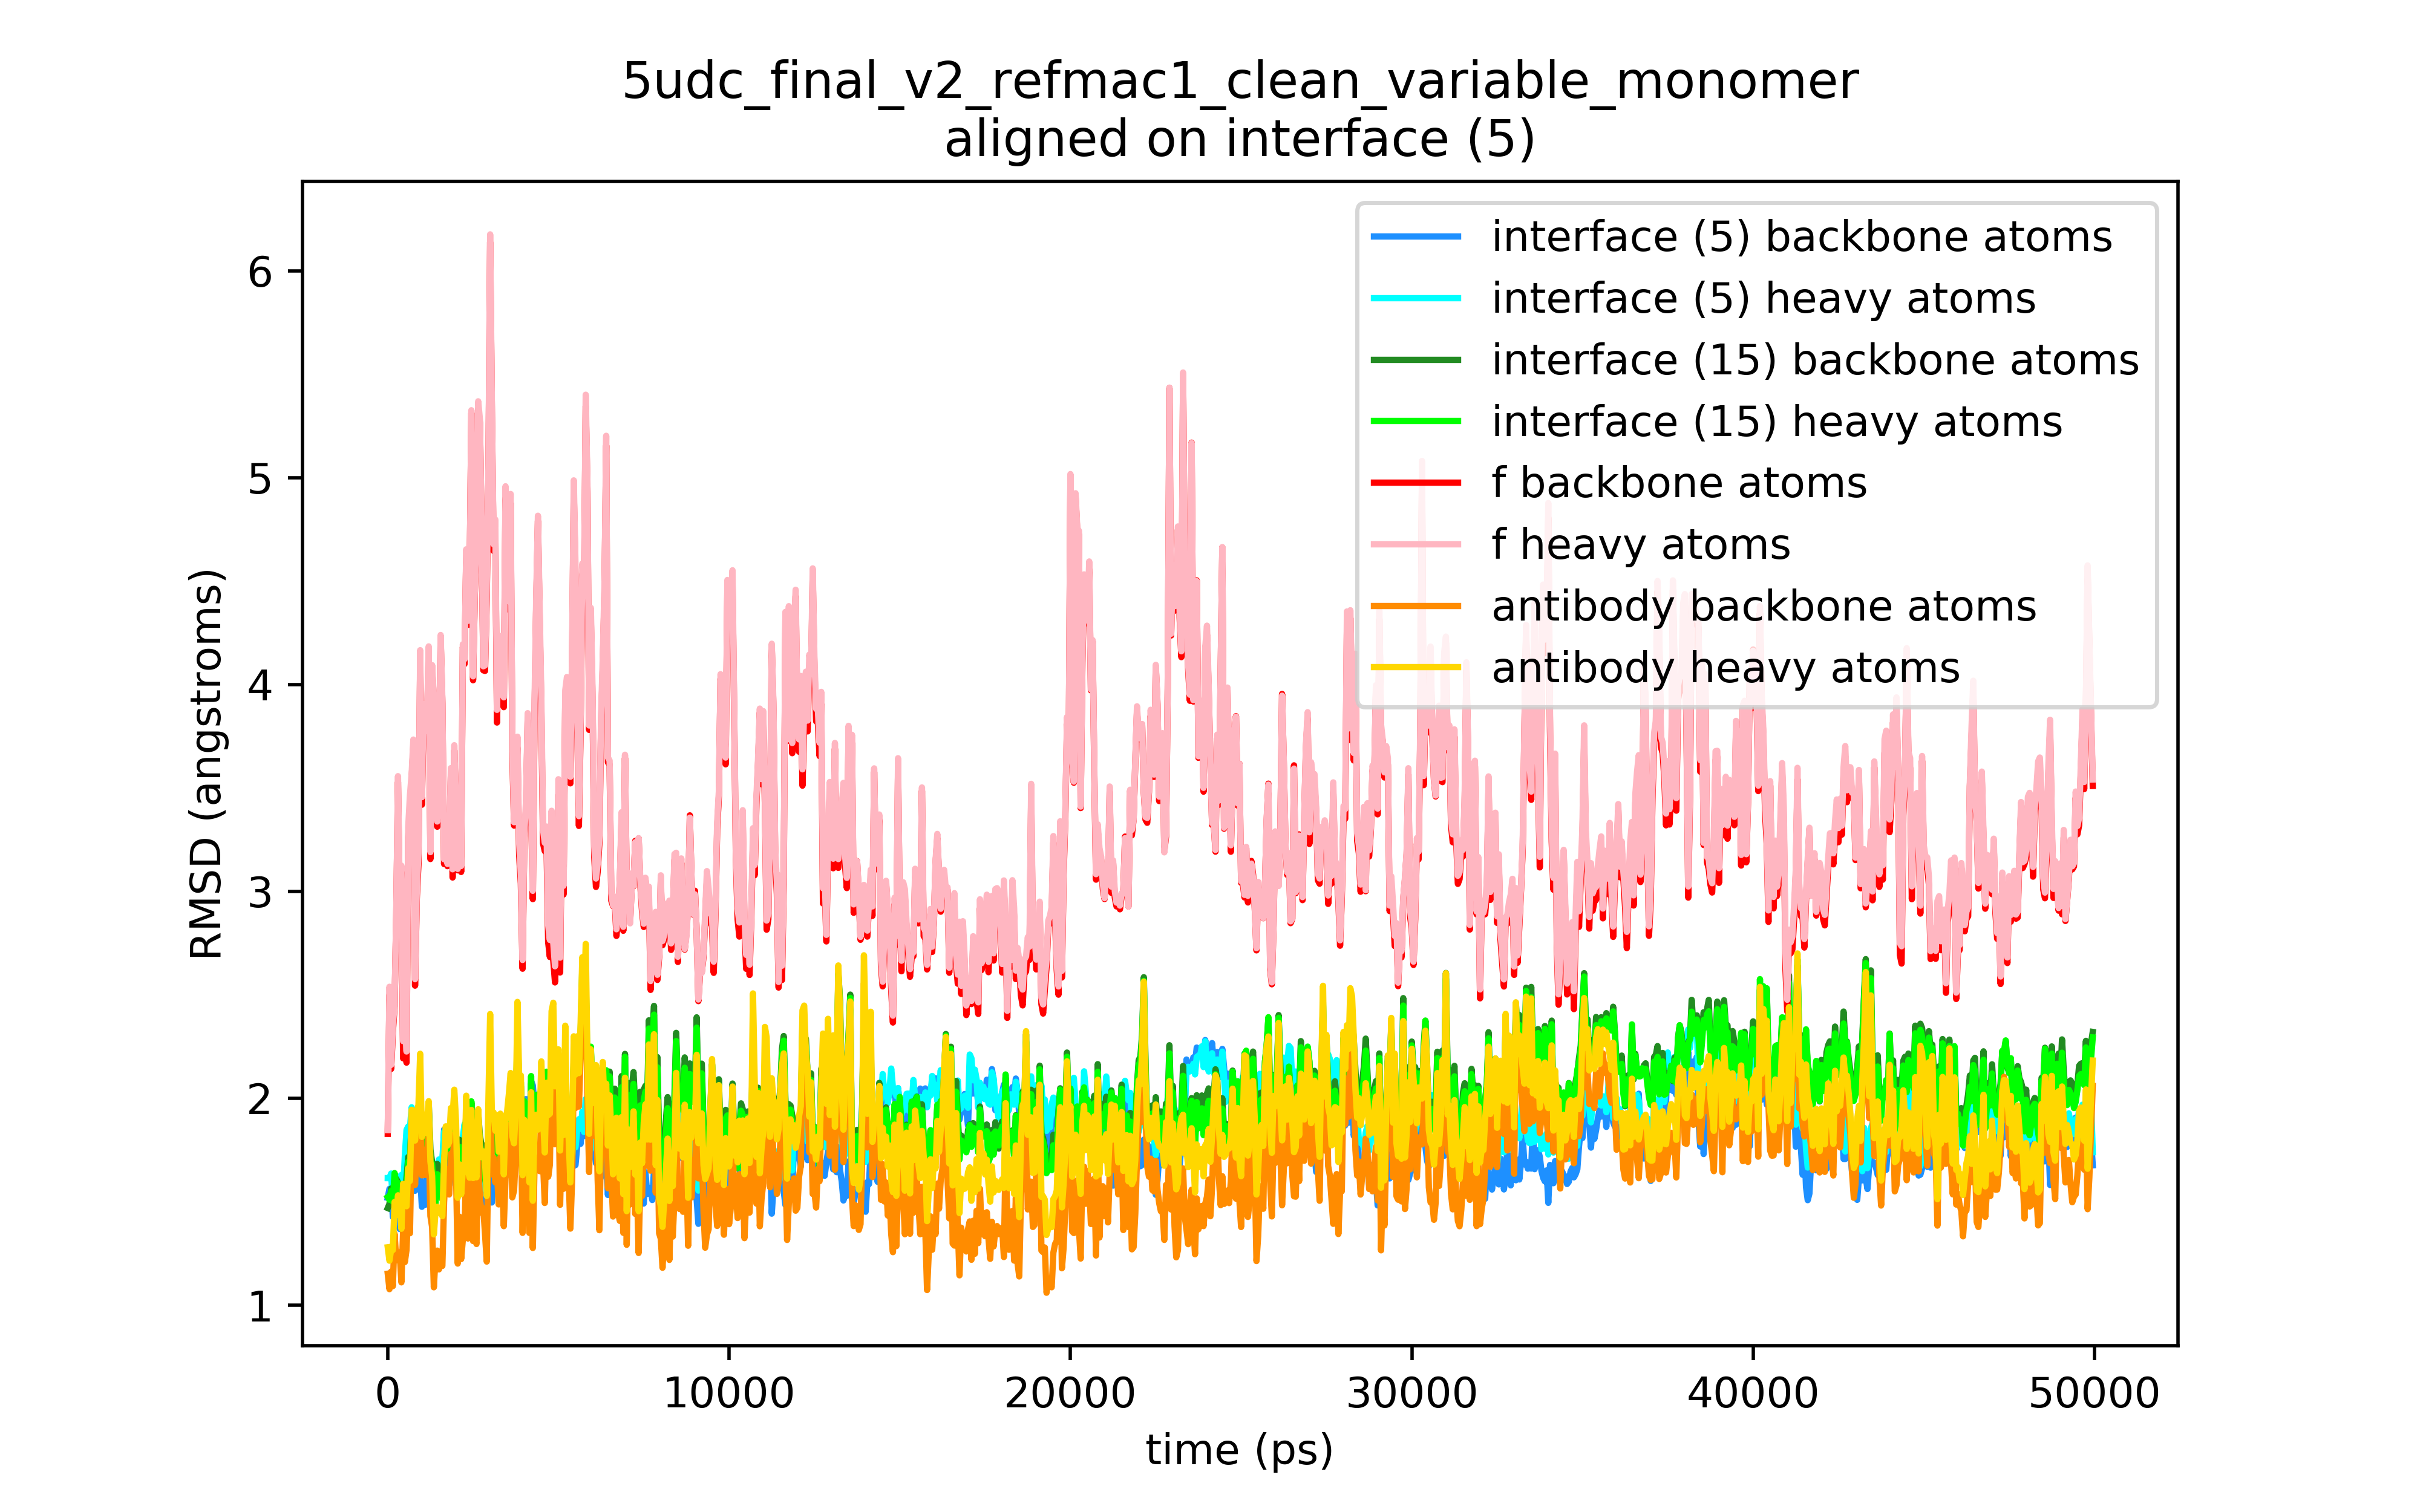 5udc_final_v2_refmac1_clean_variable_monomer
aligned on interface (5)
interface (5) backbone atoms
interface (5) heavy atoms
interface (15) backbone atoms
interface (15) heavy atoms
f backbone atoms
f heavy atoms
antibody backbone atoms
antibody heavy atoms
RMSD (angstroms)
6
5
4
3
2
1
0 10000 20000 30000 40000 50000
time (ps)